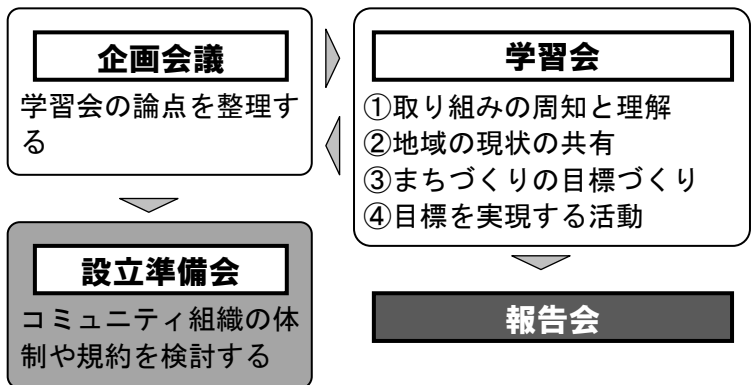 企画会議
学習会の論点を整理す
る
学習会
①取り組みの周知と理解
②地域の現状の共有
③まちづくりの目標づくり
④目標を実現する活動
設立準備会
コミュニティ組織の体
制や規約を検討する
報告会